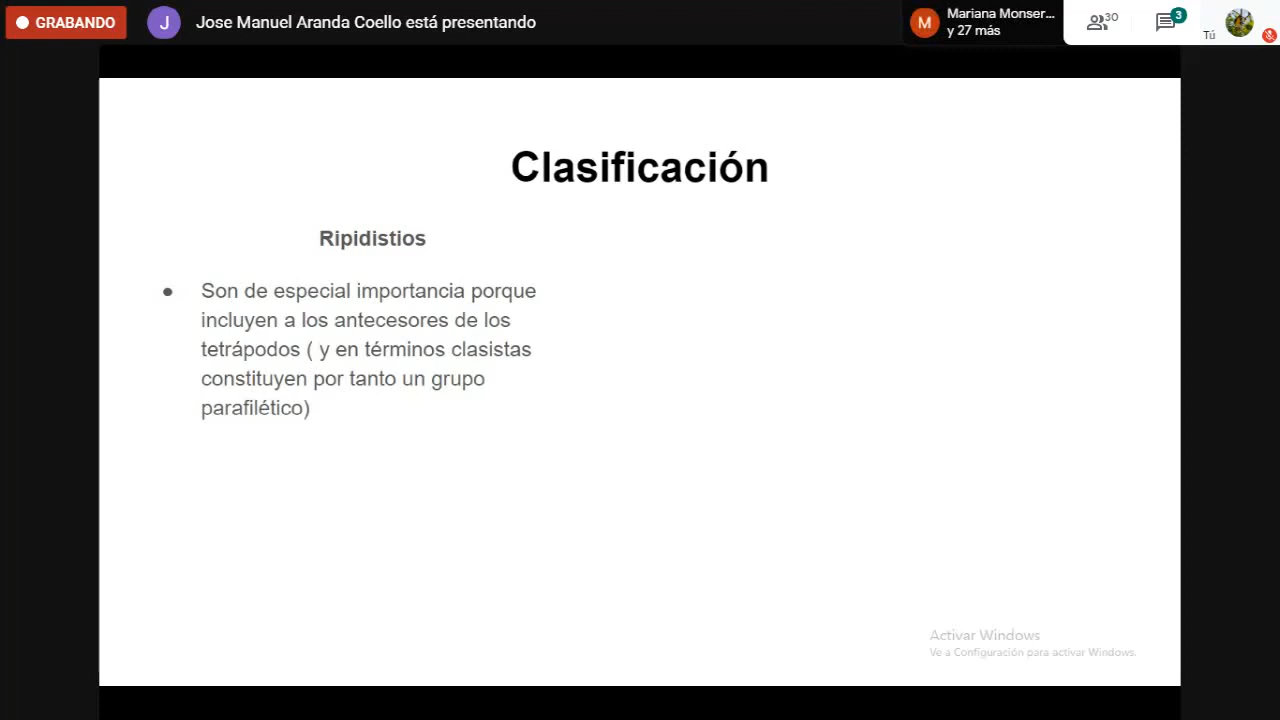 GRABANDO
J
Jose Manuel Aranda Coello está presentando
M
Mariana Monser...
y 27 más
30
3
Tú
Clasificación
Ripidistios
● Son de especial importancia porque
incluyen a los antecesores de los
tetrápodos ( y en términos clasistas
constituyen por tanto un grupo
parafilético)
Activar Windows
Ve a Configuración para activar Windows.